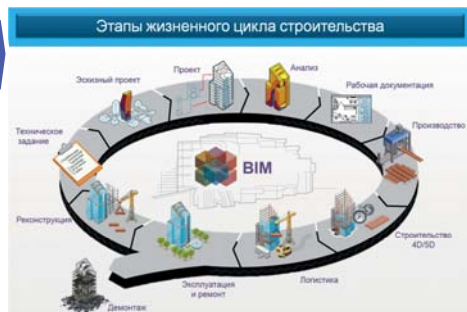 Этапы жизненного цикла строительства
Эскизный проект
Проект
Анализ
Рабочая документация
Техническое
задание
Производство
BIM
Реконструкция
Строительство
4D/5D
Эксплуатация
и ремонт
Логистика
Демонтаж